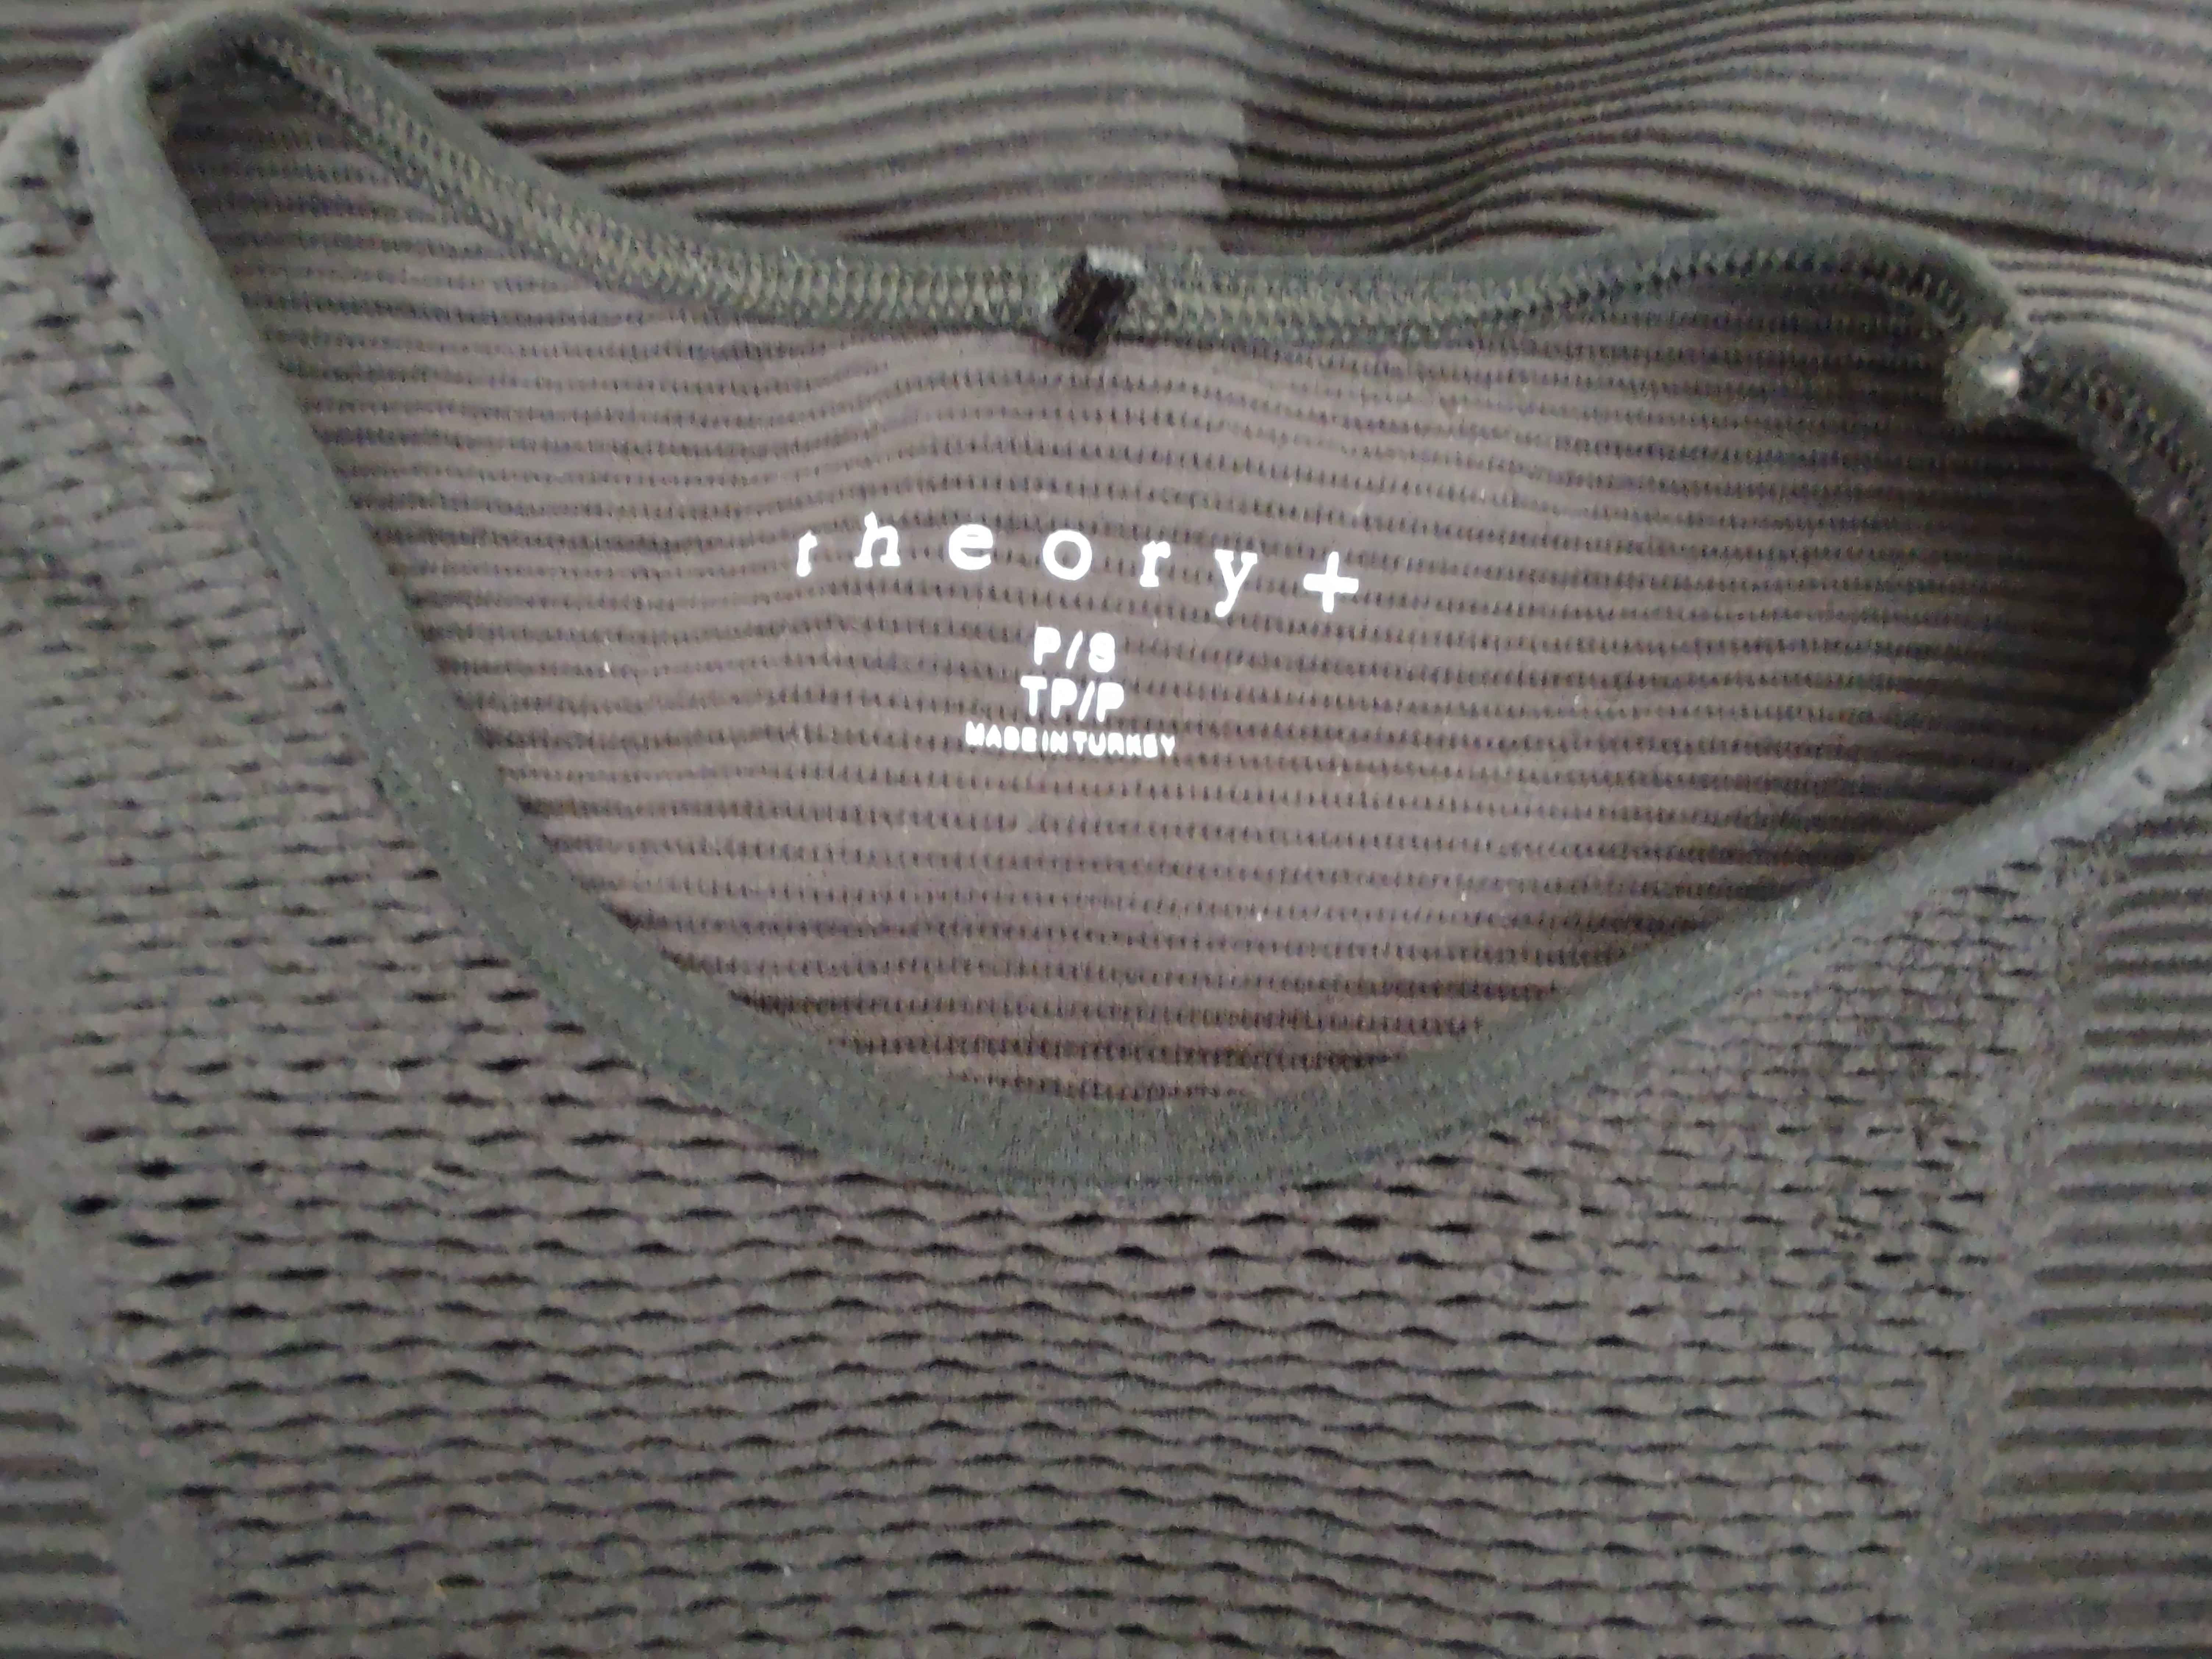 theory+
P/S
TP/P
MADE IN TURKEY